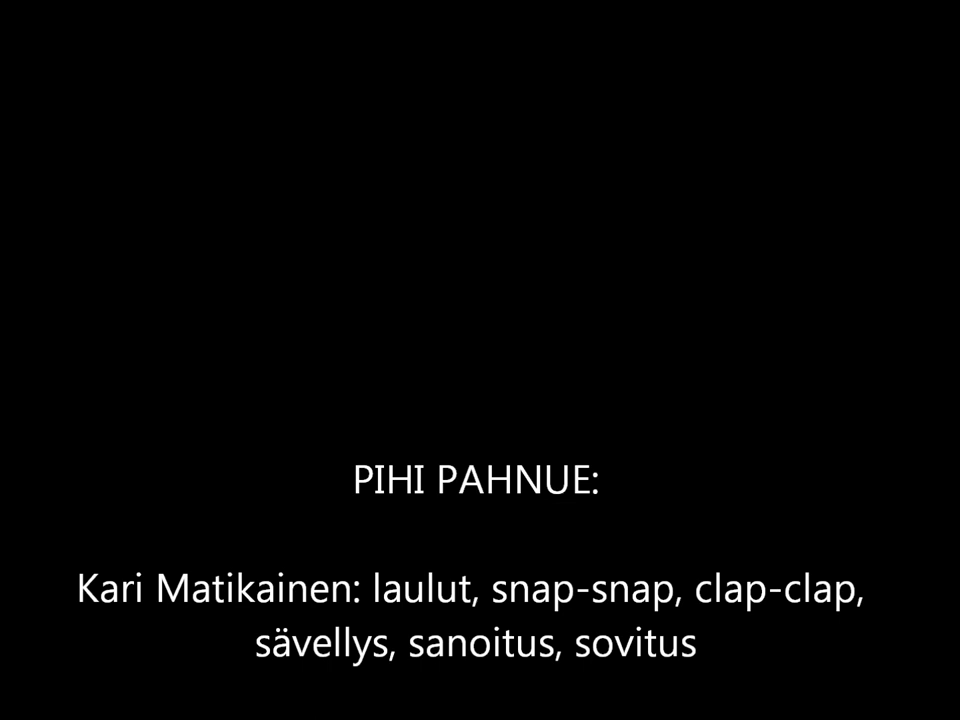 PIHI PAHNUE:
Kari Matikainen: laulut, snap-snap, clap-clap,
sävellys, sanoitus, sovitus